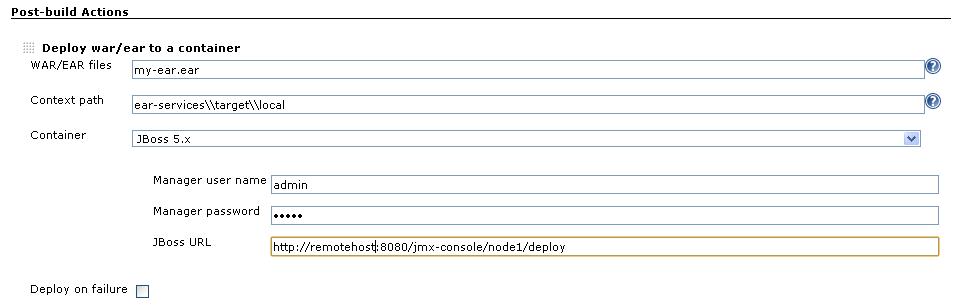 Post-build Actions
Deploy war/ear to a container
WAR/EAR files my-ear.ear
Context path ear-services\\target\\local
Container JBoss 5.x
Manager user name admin
Manager password •••••
JBoss URL http://remotehost:8080/jmx-console/node1/deploy
Deploy on failure